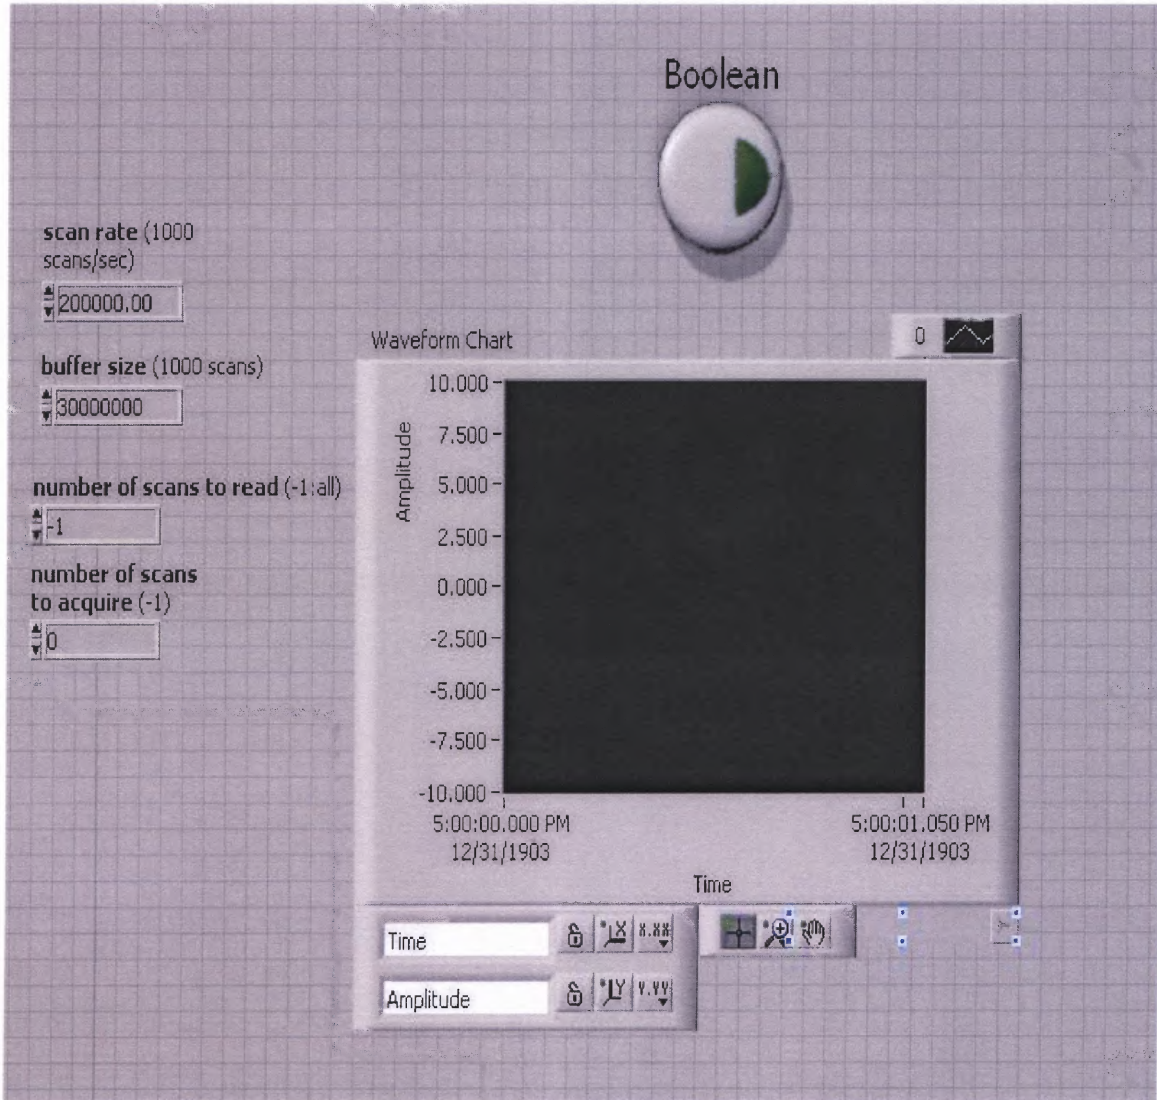 Boolean
scan rate (1000
scans/sec)
200000.00
buffer size (1000 scans)
30000000
number of scans to read (-1:all)
-1
number of scans
to acquire (-1)
0
Waveform Chart
0
Amplitude
10.000
7.500
5.000
2.500
0.000
-2.500
-5.000
-7.500
-10.000
5:00:00.000 PM
12/31/1903
5:00:01.050 PM
12/31/1903
Time
Time
X
X.XX
Amplitude
Y
Y.YY